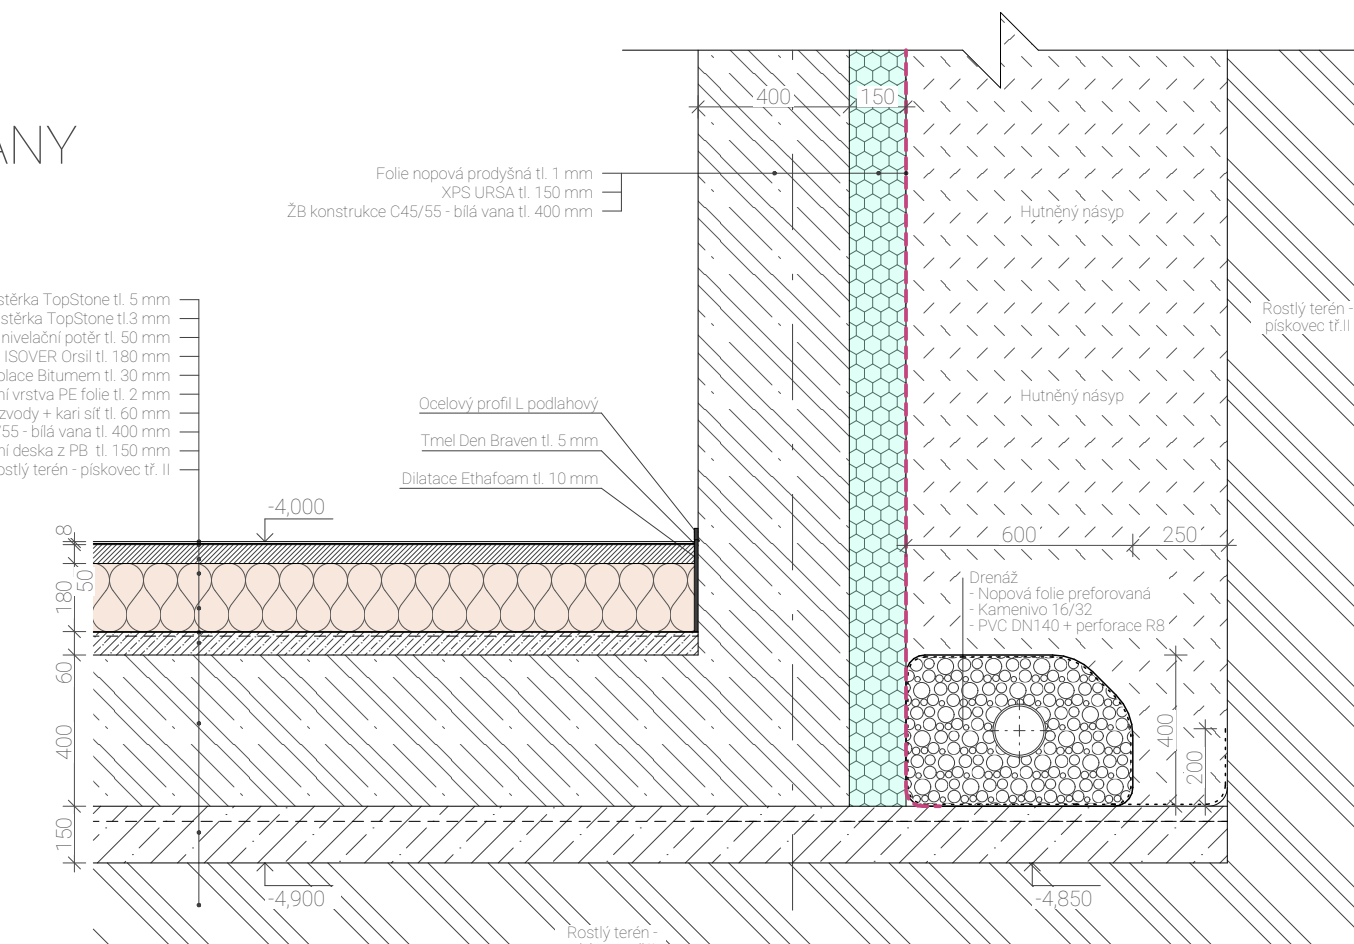 ANY
Folie nopová prodyšná tl. 1 mm
XPS URSA tl. 150 mm
ŽB konstrukce C45/55 - bílá vana tl. 400 mm
400
150
Hutněný násyp
Rostlý terén -
pískovec tř.II
stěrka TopStone tl. 5 mm
stěrka TopStone tl.3 mm
nivelační potěr tl. 50 mm
ISOVER Orsil tl. 180 mm
olace Bitumem tl. 30 mm
ní vrstva PE folie tl. 2 mm
zvody + kari síť tl. 60 mm
/55 - bílá vana tl. 400 mm
ní deska z PB tl. 150 mm
ostlý terén - pískovec tř. II
Ocelový profil L podlahový
Tmel Den Braven tl. 5 mm
Dilatace Ethafoam tl. 10 mm
Hutněný násyp
-4,000
8
50
180
60
400
150
600
250
Drenáž
- Nopová folie preforovaná
- Kamenivo 16/32
- PVC DN140 + perforace R8
400
200
-4,900
-4,850
Rostlý terén -